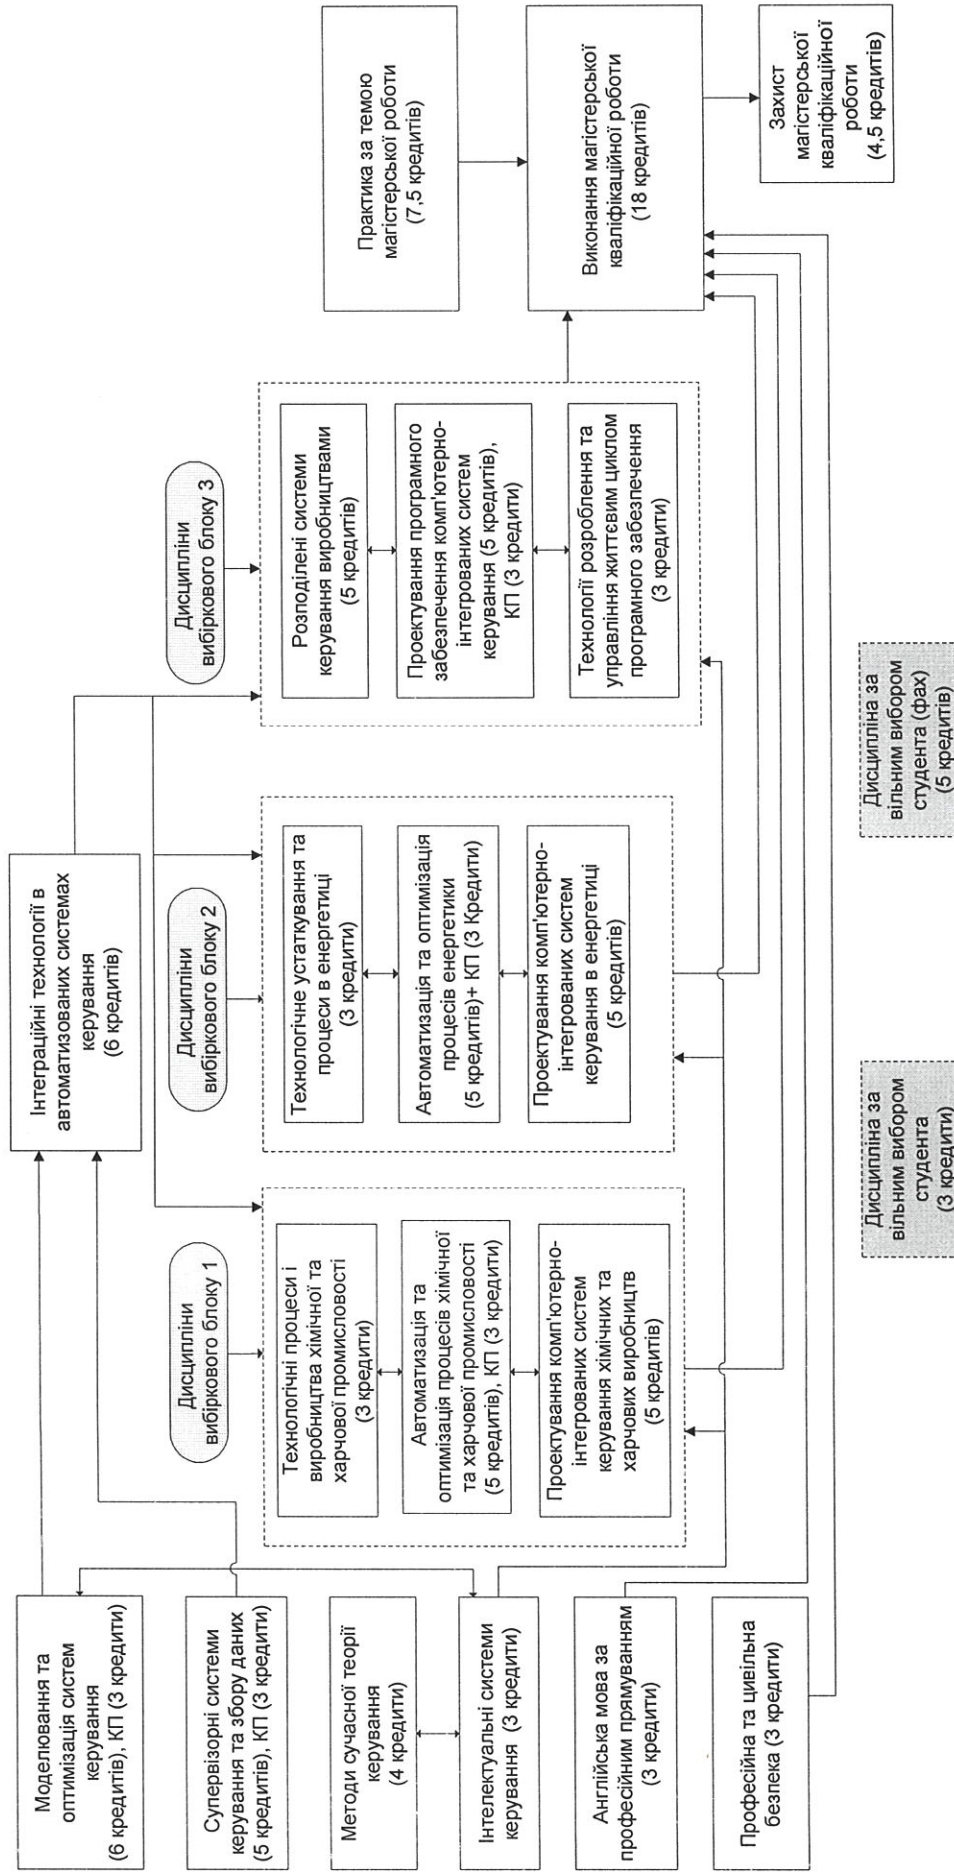 Моделювання та
оптимізація систем
керування
(6 кредитів), КП (3 кредити)
Супервізорні системи
керування та збору даних
(5 кредитів), КП (3 кредити)
Методи сучасної теорії
керування
(4 кредити)
Інтелектуальні системи
керування (3 кредити)
Англійська мова за
професійним прямуванням
(3 кредити)
Професійна та цивільна
безпека (3 кредити)
Інтеграційні технології в
автоматизованих системах
керування
(6 кредитів)
Дисципліни
вибіркового блоку 1
Технологічні процеси і
виробництва хімічної та
харчової промисловості
(3 кредити)
Автоматизація та
оптимізація процесів хімічної
та харчової промисловості
(5 кредитів), КП (3 кредити)
Проектування комп'ютерно-
інтегрованих систем
керування хімічних та
харчових виробництв
(5 кредитів)
Дисципліни
вибіркового блоку 2
Технологічне устаткування та
процеси в енергетиці
(3 кредити)
Автоматизація та оптимізація
процесів енергетики
(5 кредитів)+ КП (3 Кредити)
Проектування комп'ютерно-
інтегрованих систем
керування в енергетиці
(5 кредитів)
Дисципліни
вибіркового блоку 3
Розподілені системи
керування виробництвами
(5 кредитів)
Проектування програмного
забезпечення комп'ютерно-
інтегрованих систем
керування (5 кредитів),
КП (3 кредити)
Технології розроблення та
управління життєвим циклом
програмного забезпечення
(3 кредити)
Практика за темою
магістерської роботи
(7,5 кредитів)
Виконання магістерської
кваліфікаційної роботи
(18 кредитів)
Захист
магістерської
кваліфікаційної
роботи
(4,5 кредитів)
Дисципліна за
вільним вибором
студента
(3 кредити)
Дисципліна за
вільним вибором
студента (фах)
(5 кредитів)